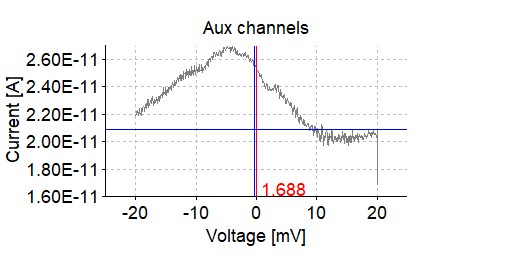 Aux channels
2.60E-11
2.40E-11
2.20E-11
2.00E-11
1.80E-11
1.60E-11
Current [A]
1.688
-20 -10 0 10 20
Voltage [mV]